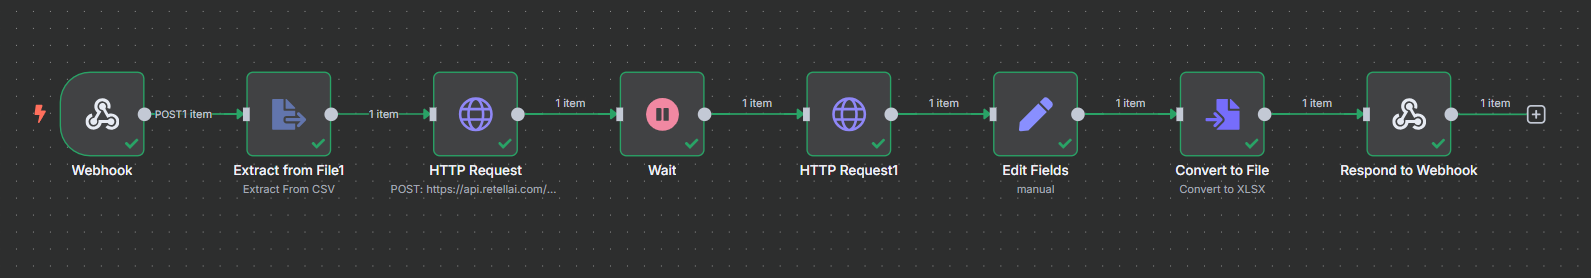 POST1 item
1 item
1 item
1 item
1 item
1 item
1 item
1 item
Webhook
Extract from File1
Extract From CSV
HTTP Request
POST: https://api.retellai.com/...
Wait
HTTP Request1
Edit Fields
manual
Convert to File
Convert to XLSX
Respond to Webhook